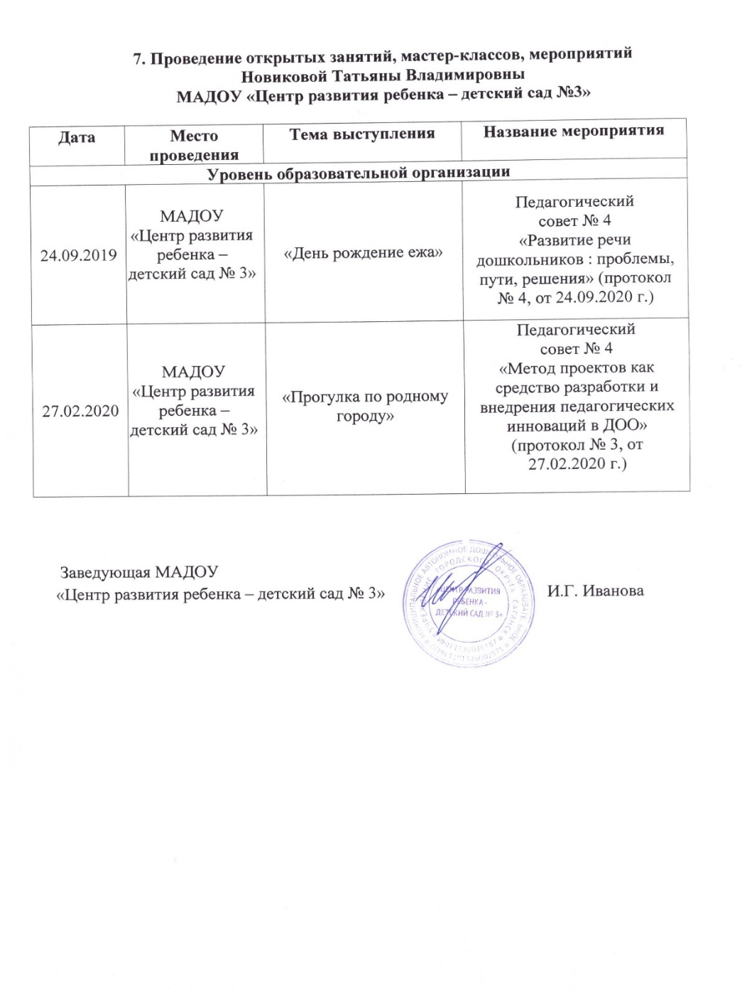 7. Проведение открытых занятий, мастер-классов, мероприятий
Новиковой Татьяны Владимировны
МАДОУ «Центр развития ребенка – детский сад №3»
Дата
Место
проведения
Тема выступления
Название мероприятия
Уровень образовательной организации
24.09.2019
МАДОУ
«Центр развития
ребенка –
детский сад № 3»
«День рождение ежа»
Педагогический
совет № 4
«Развитие речи
дошкольников : проблемы,
пути, решения» (протокол
№ 4, от 24.09.2020 г.)
27.02.2020
МАДОУ
«Центр развития
ребенка –
детский сад № 3»
«Прогулка по родному
городу»
Педагогический
совет № 4
«Метод проектов как
средство разработки и
внедрения педагогических
инноваций в ДОО»
(протокол № 3, от
27.02.2020 г.)
Заведующая МАДОУ
«Центр развития ребенка – детский сад № 3»
И.Г. Иванова
МУНИЦИПАЛЬНОЕ АВТОНОМНОЕ ДОШКОЛЬНОЕ
ГОРОДСКОГО ОКРУГА САРАНСК
ЦЕНТР РАЗВИТИЯ
РЕБЕНКА -
ДЕТСКИЙ САД № 3»